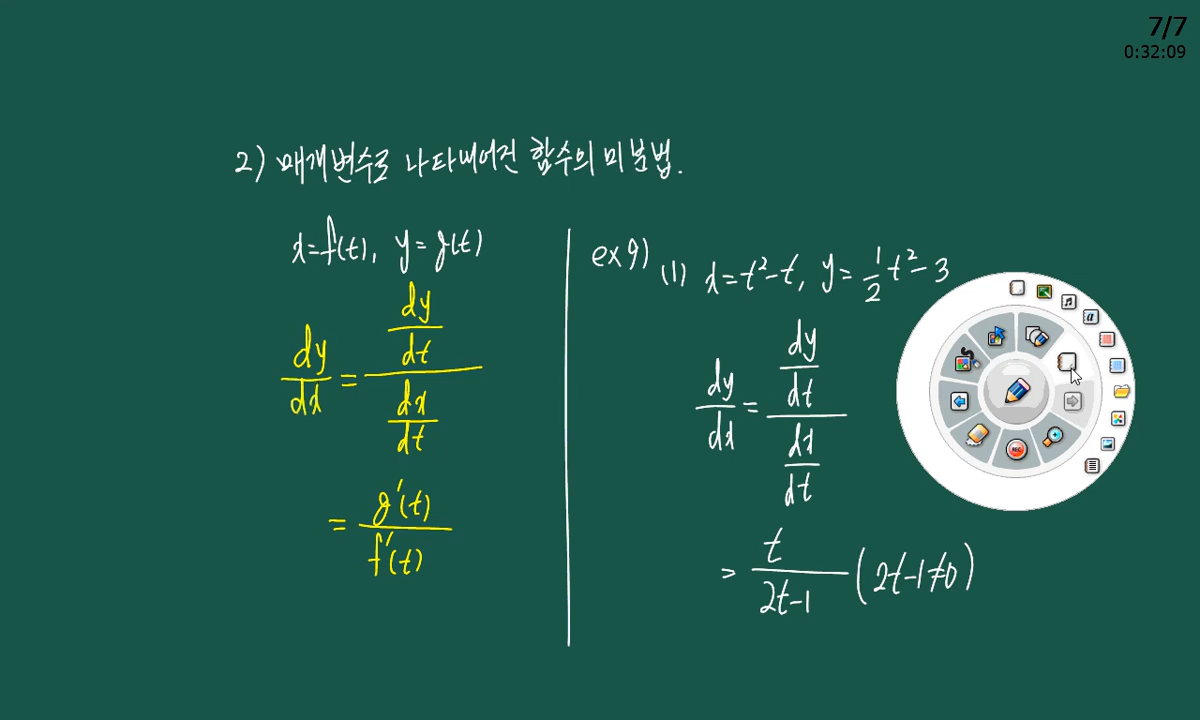 7/7
0:32:09
2) 매개변수로 나타내어진 함수의 미분법.
x=f(t), y=g(t)
dy/dx = (dy/dt)/(dx/dt)
= g'(t)/f'(t)
ex9) (1) x=t²-t, y=½t²-3
dy/dx = (dy/dt)/(dx/dt)
= t/(2t-1) (2t-1≠0)
REC